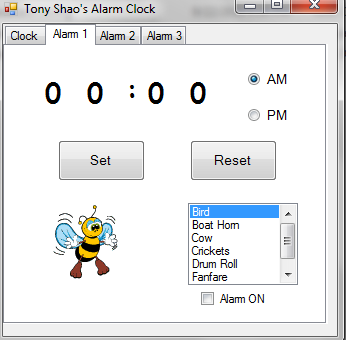 Tony Shao's Alarm Clock
Clock Alarm 1 Alarm 2 Alarm 3
0 0 : 0 0
AM
PM
Set Reset
Bird
Boat Horn
Cow
Crickets
Drum Roll
Fanfare
Alarm ON